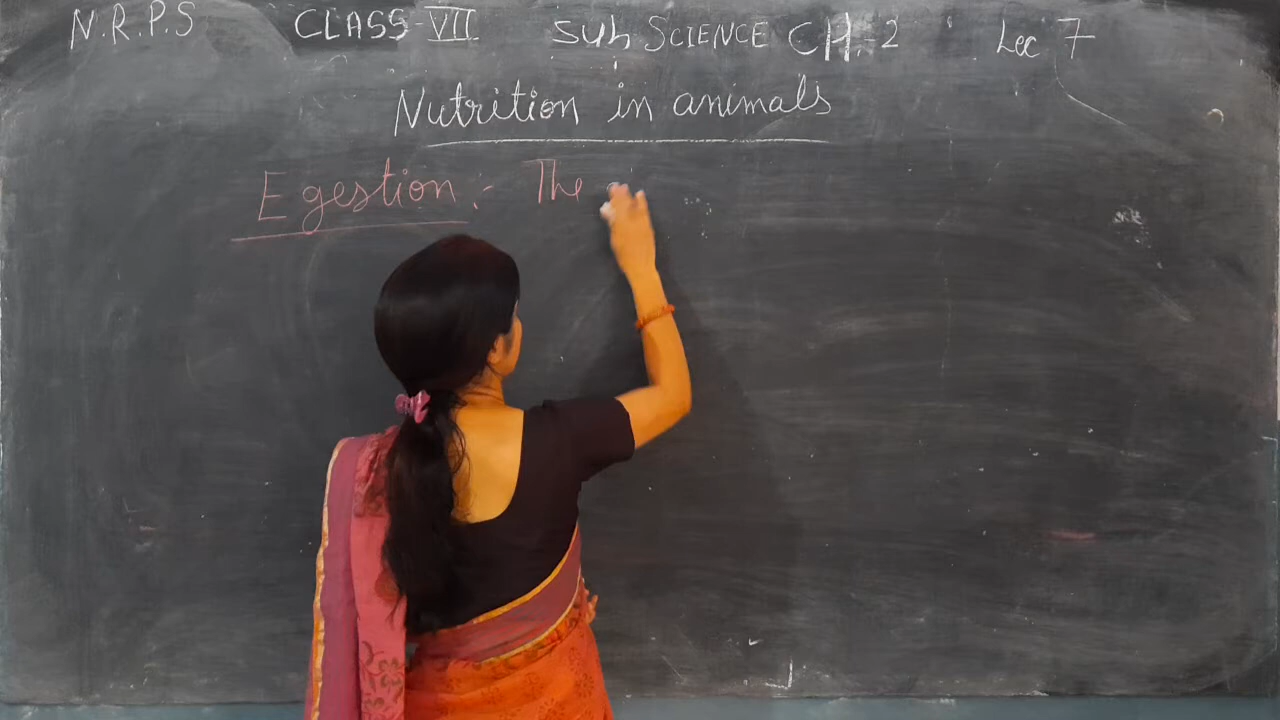 N.R.P.S CLASS-VII Sub SCIENCE CH.-2 Lec 7
Nutrition in animals
Egestion :- The